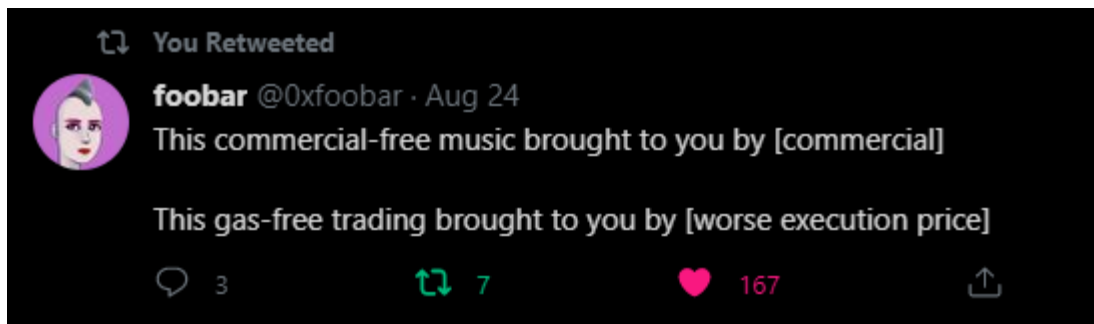 You Retweeted
foobar @0xfoobar · Aug 24
This commercial-free music brought to you by [commercial]
This gas-free trading brought to you by [worse execution price]
3 7 167